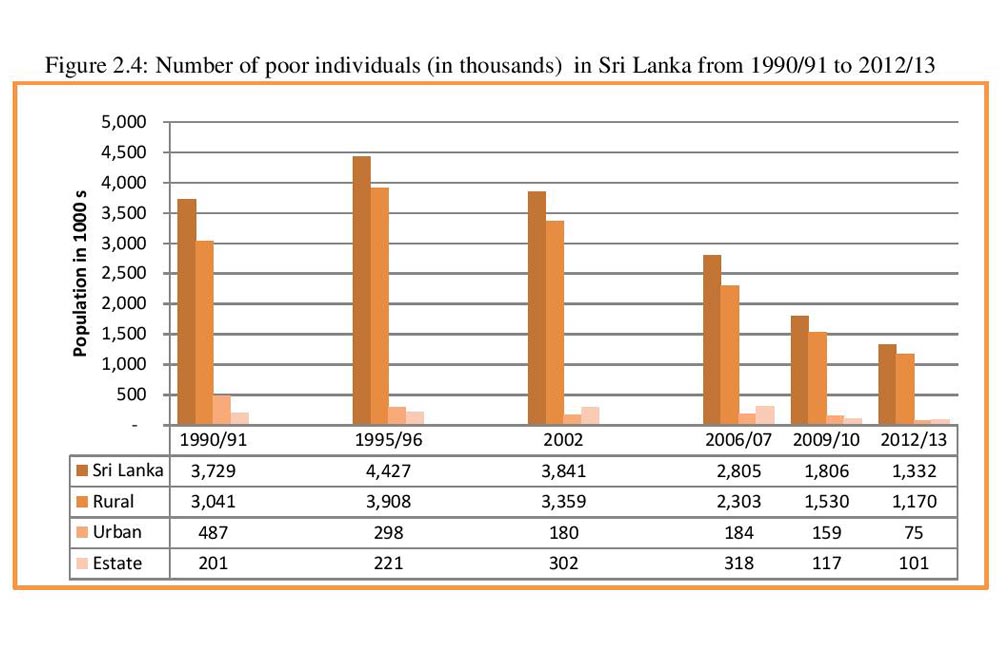 Figure 2.4: Number of poor individuals (in thousands)  in Sri Lanka from 1990/91 to 2012/13
Population in 1000 s
5,000
4,500
4,000
3,500
3,000
2,500
2,000
1,500
1,000
500
-
1990/91 1995/96 2002 2006/07 2009/10 2012/13
Sri Lanka 3,729 4,427 3,841 2,805 1,806 1,332
Rural 3,041 3,908 3,359 2,303 1,530 1,170
Urban 487 298 180 184 159 75
Estate 201 221 302 318 117 101